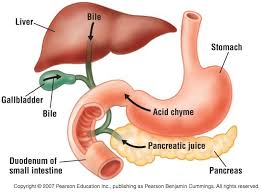 Liver
Bile
Stomach
Gallbladder
Bile
Acid chyme
Pancreatic juice
Duodenum of
small intestine
Pancreas
Copyright © 2007 Pearson Education Inc., publishing as Pearson Benjamin Cummings. All rights reserved.